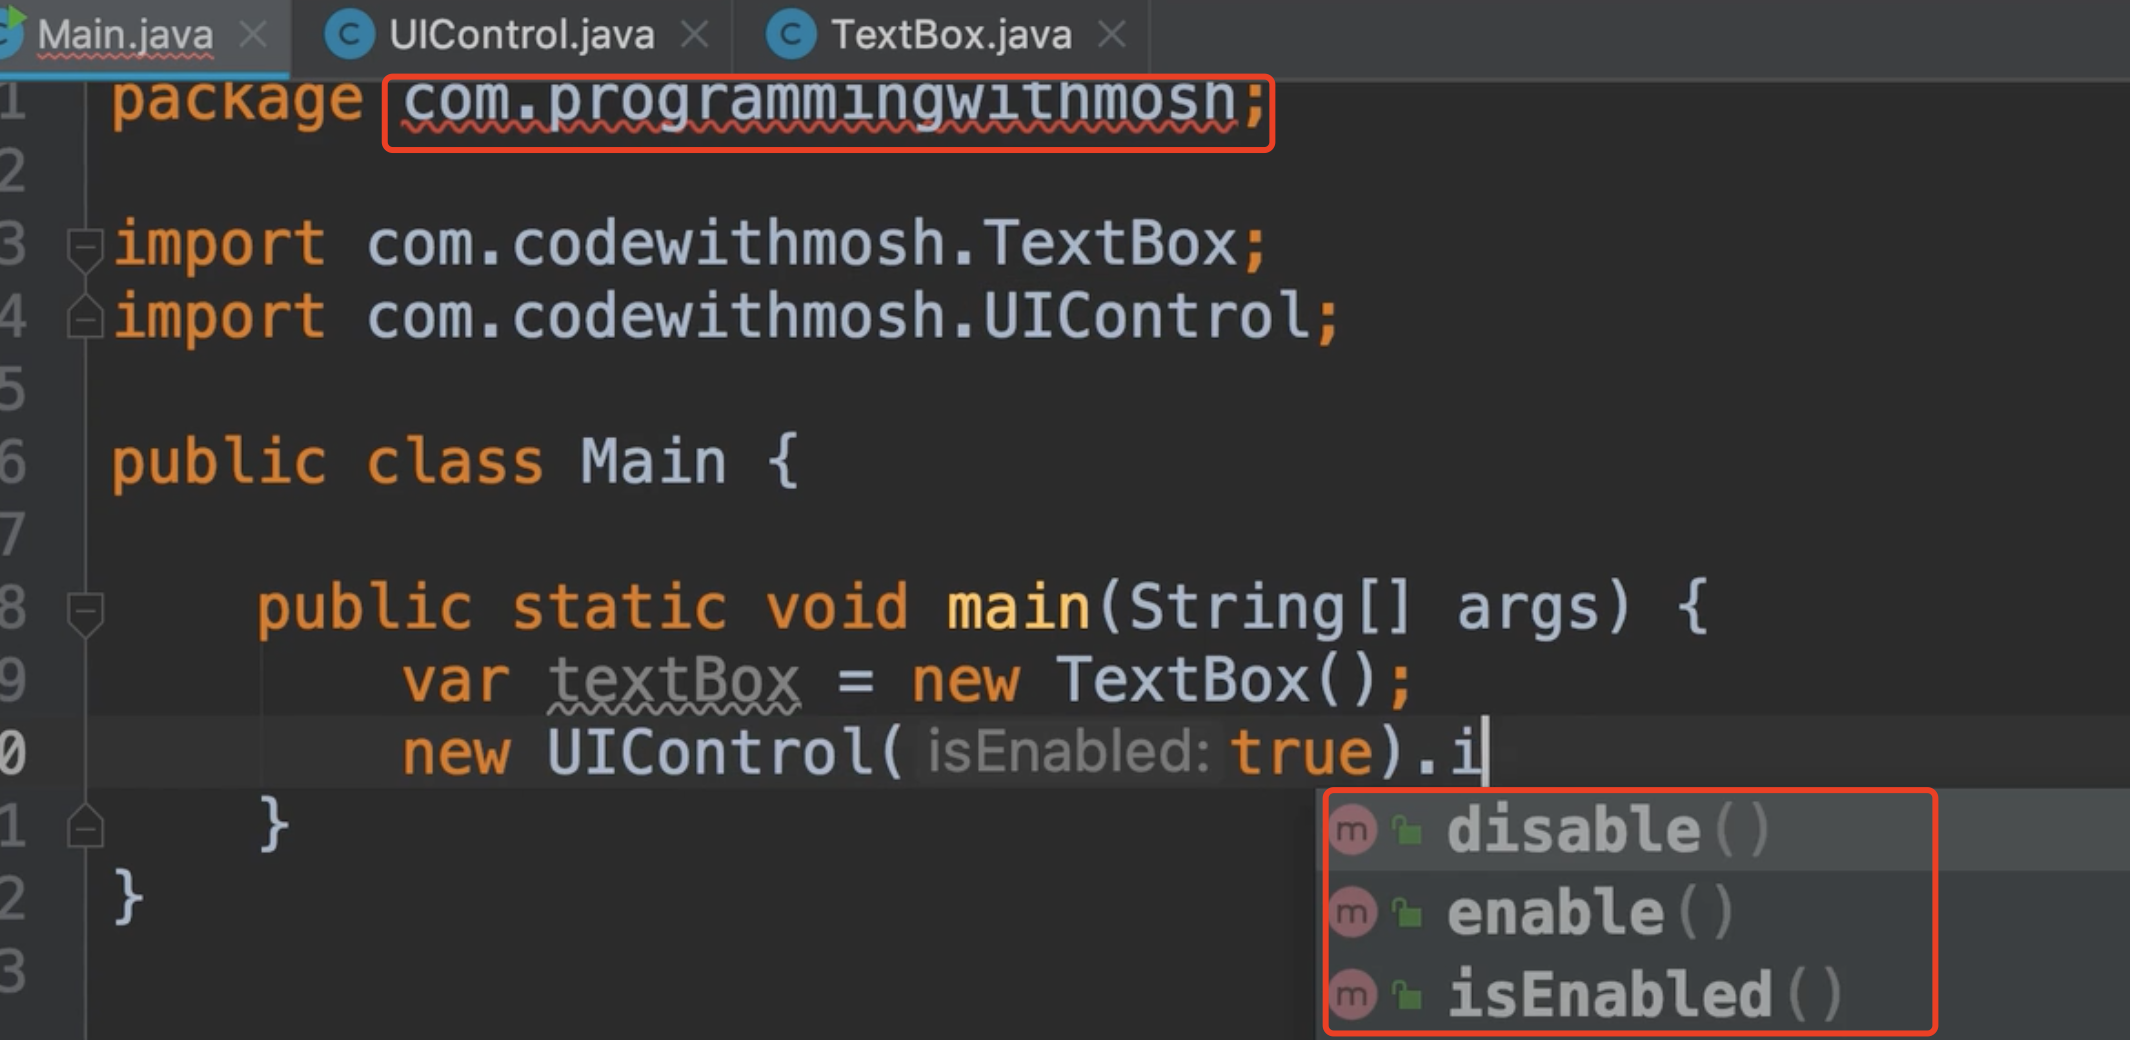 Main.java UIControl.java TextBox.java
1 package com.programmingwithmosh;
2
3 import com.codewithmosh.TextBox;
4 import com.codewithmosh.UIControl;
5
6 public class Main {
7
8 public static void main(String[] args) {
9 var textBox = new TextBox();
0 new UIControl( isEnabled: true).i
m disable()
1 }
m enable()
2 }
m isEnabled()
3